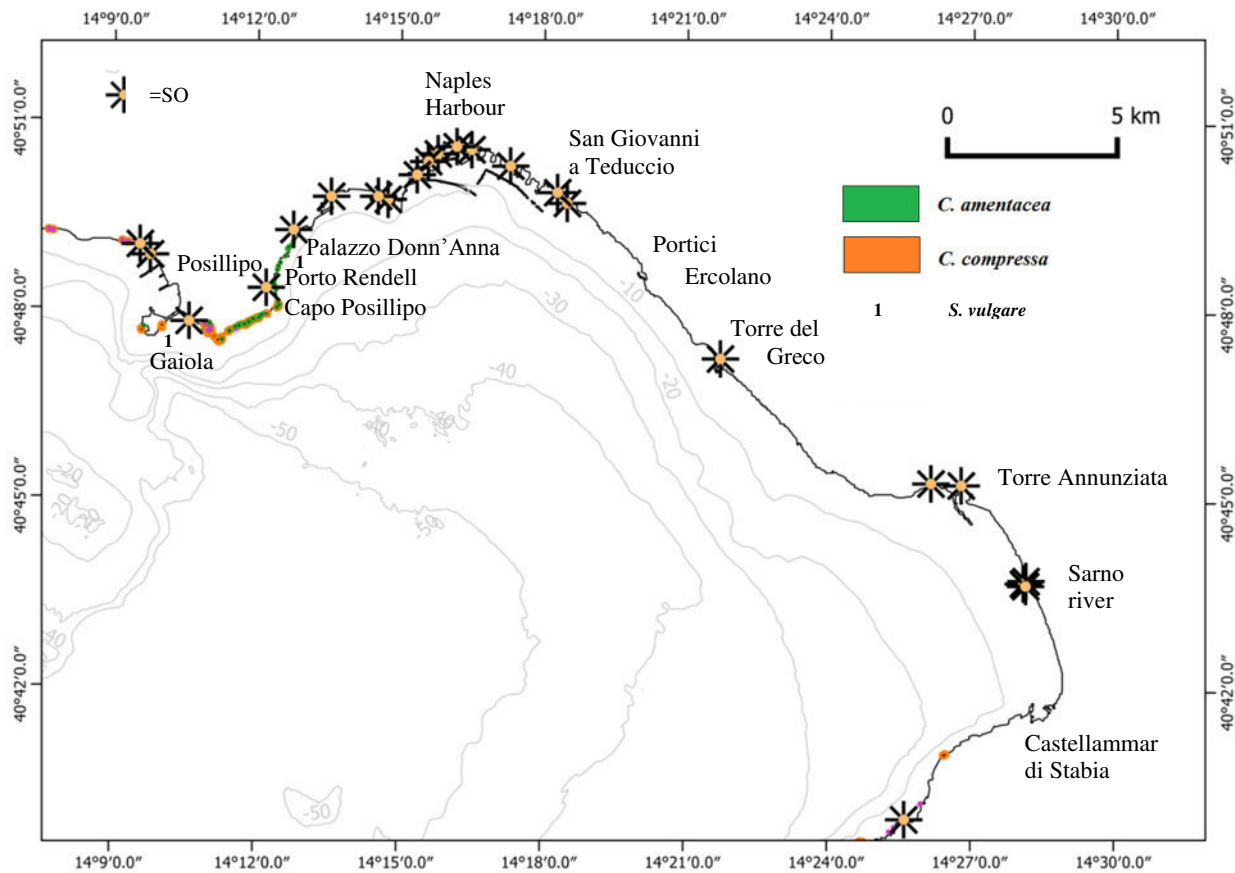 14°9'0.0″ 14°12'0.0″ 14°15'0.0″ 14°18'0.0″ 14°21'0.0″ 14°24'0.0″ 14°27'0.0″ 14°30'0.0″
=SO
Naples
Harbour
0 5 km
40°51'0.0″ 40°51'0.0″
San Giovanni
a Teduccio
C. amentacea
Palazzo Donn'Anna
1
Portici
C. compressa
Posillipo
Porto Rendell
Ercolano
Capo Posillipo
-10
-30
1 S. vulgare
40°48'0.0″ 40°48'0.0″
1
Gaiola
Torre del
Greco
-20
-40
-50
-40
-20
-20
-20
Torre Annunziata
40°45'0.0″ 40°45'0.0″
-50
Sarno
river
-40
40°42'0.0″ 40°42'0.0″
Castellammar
di Stabia
-50
14°9'0.0″ 14°12'0.0″ 14°15'0.0″ 14°18'0.0″ 14°21'0.0″ 14°24'0.0″ 14°27'0.0″ 14°30'0.0″